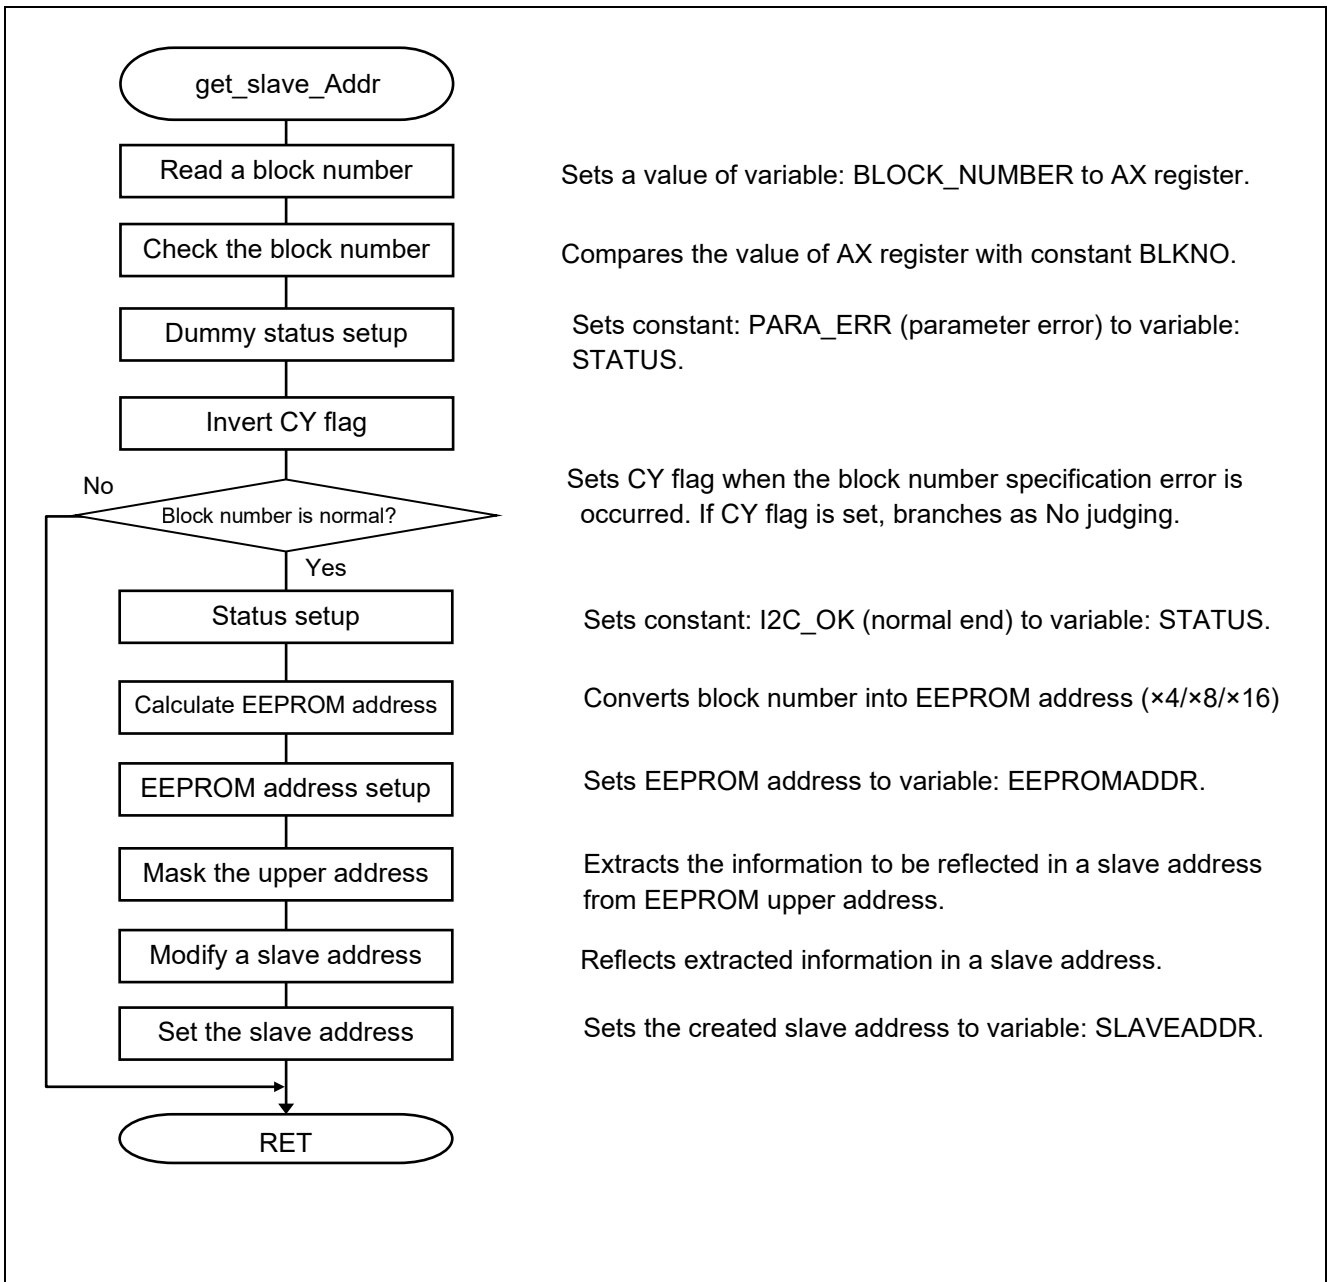 get_slave_Addr
Read a block number
Sets a value of variable: BLOCK_NUMBER to AX register.
Check the block number
Compares the value of AX register with constant BLKNO.
Dummy status setup
Sets constant: PARA_ERR (parameter error) to variable:
STATUS.
Invert CY flag
No
Block number is normal?
Sets CY flag when the block number specification error is
occurred. If CY flag is set, branches as No judging.
Yes
Status setup
Sets constant: I2C_OK (normal end) to variable: STATUS.
Calculate EEPROM address
Converts block number into EEPROM address (×4/×8/×16)
EEPROM address setup
Sets EEPROM address to variable: EEPROMADDR.
Mask the upper address
Extracts the information to be reflected in a slave address
from EEPROM upper address.
Modify a slave address
Reflects extracted information in a slave address.
Set the slave address
Sets the created slave address to variable: SLAVEADDR.
RET